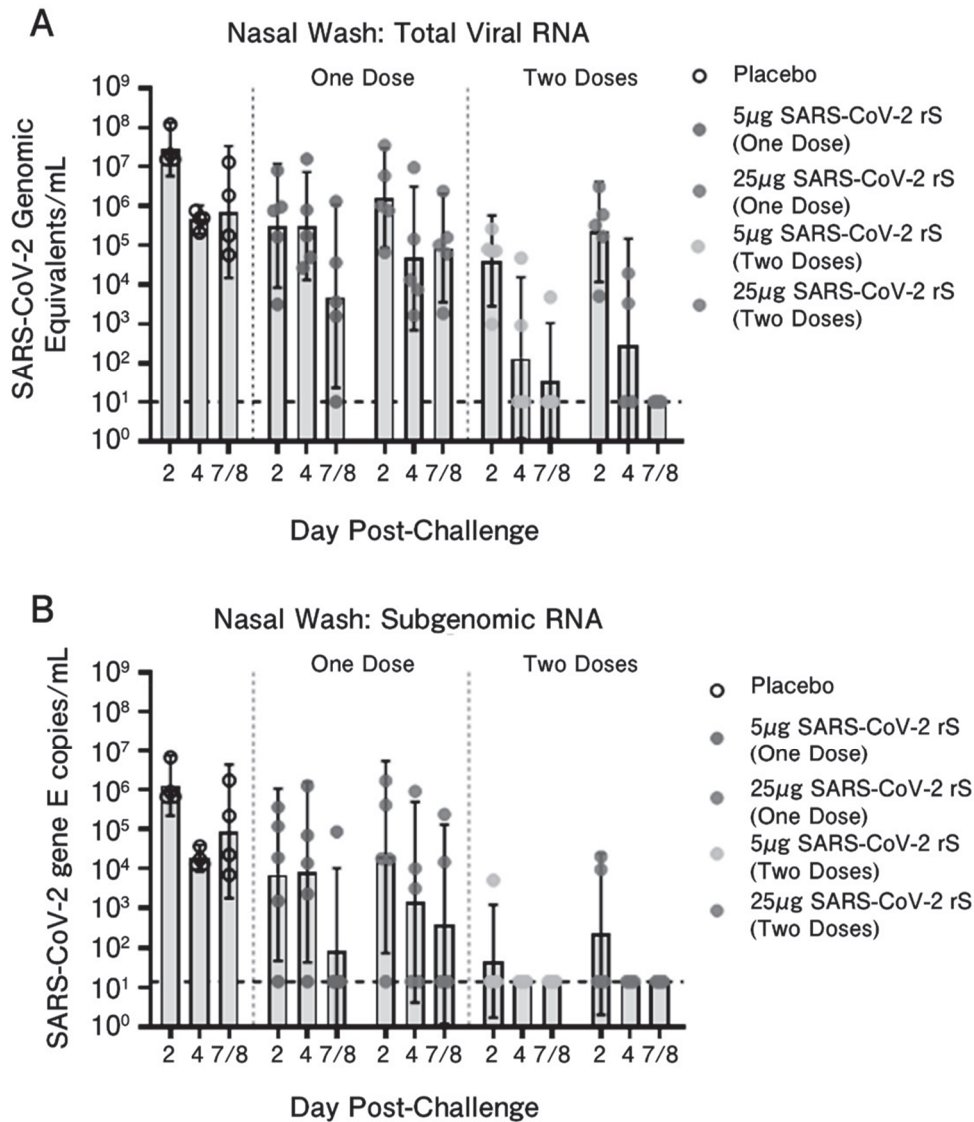 A
Nasal Wash: Total Viral RNA
One Dose
Two Doses
SARS-CoV-2 Genomic
Equivalents/mL
10⁹
10⁸
10⁷
10⁶
10⁵
10⁴
10³
10²
10¹
10⁰
2 4 7/8 2 4 7/8 2 4 7/8 2 4 7/8 2 4 7/8
Day Post-Challenge
Placebo
5µg SARS-CoV-2 rS
(One Dose)
25µg SARS-CoV-2 rS
(One Dose)
5µg SARS-CoV-2 rS
(Two Doses)
25µg SARS-CoV-2 rS
(Two Doses)
B
Nasal Wash: Subgenomic RNA
One Dose
Two Doses
SARS-CoV-2 gene E copies/mL
10⁹
10⁸
10⁷
10⁶
10⁵
10⁴
10³
10²
10¹
10⁰
2 4 7/8 2 4 7/8 2 4 7/8 2 4 7/8 2 4 7/8
Day Post-Challenge
Placebo
5µg SARS-CoV-2 rS
(One Dose)
25µg SARS-CoV-2 rS
(One Dose)
5µg SARS-CoV-2 rS
(Two Doses)
25µg SARS-CoV-2 rS
(Two Doses)